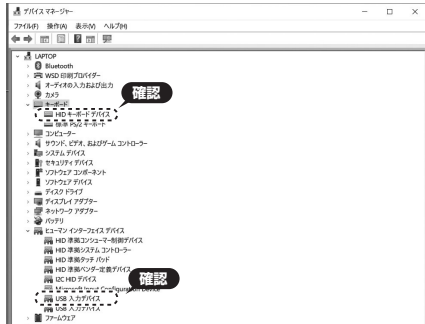 デバイス マネージャー
ファイル(F) 操作(A) 表示(V) ヘルプ(H)
LAPTOP
Bluetooth
WSD 印刷プロバイダー
オーディオの入力および出力
カメラ
確認
キーボード
HID キーボード デバイス
標準 PS/2 キーボード
コンピューター
サウンド、ビデオ、およびゲーム コントローラー
システム デバイス
セキュリティ デバイス
ソフトウェア コンポーネント
ソフトウェア デバイス
ディスク ドライブ
ディスプレイ アダプター
ネットワーク アダプター
バッテリ
ヒューマン インターフェイス デバイス
HID 準拠コンシューマー制御デバイス
HID 準拠システム コントローラー
HID 準拠タッチ パッド
HID 準拠ベンダー定義デバイス
I2C HID デバイス
確認
Microsoft Input Configuration Device
USB 入力デバイス
USB 入力デバイス
ファームウェア